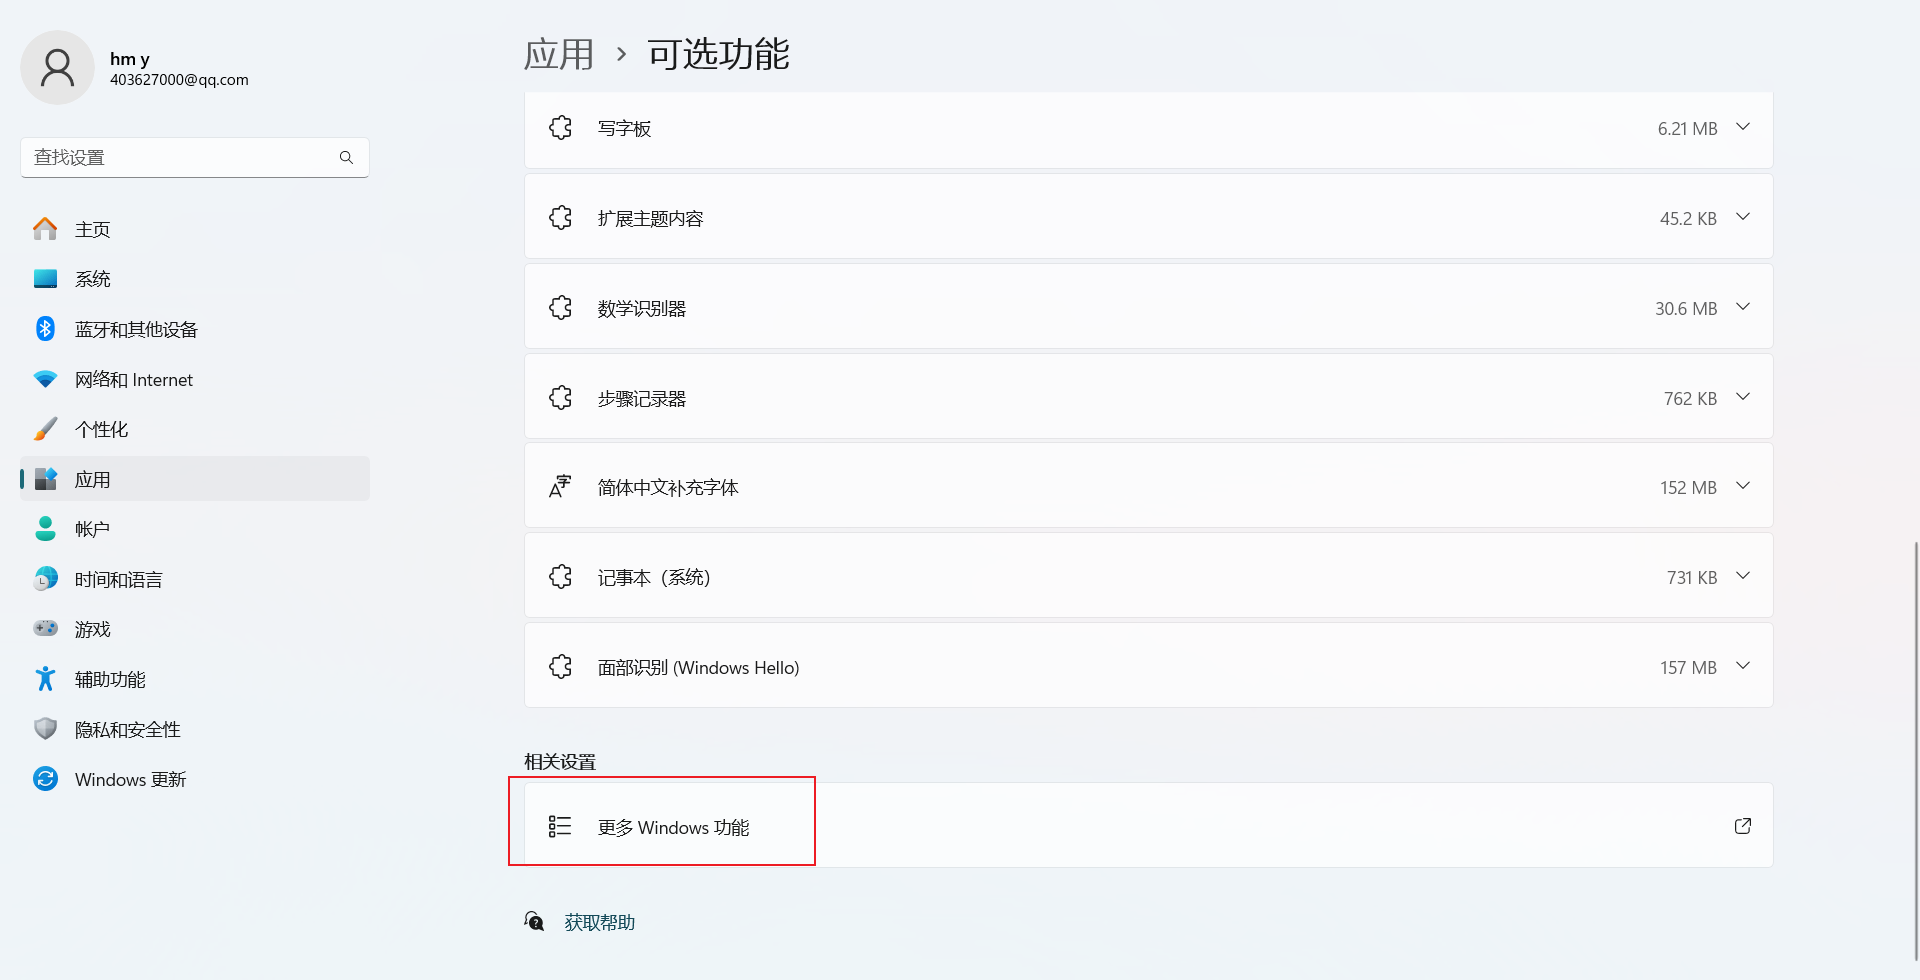 hm y
403627000@qq.com
查找设置
主页
系统
蓝牙和其他设备
网络和 Internet
个性化
应用
帐户
时间和语言
游戏
辅助功能
隐私和安全性
Windows 更新
应用 › 可选功能
写字板 6.21 MB
扩展主题内容 45.2 KB
数学识别器 30.6 MB
步骤记录器 762 KB
简体中文补充字体 152 MB
记事本（系统） 731 KB
面部识别 (Windows Hello) 157 MB
相关设置
更多 Windows 功能
获取帮助